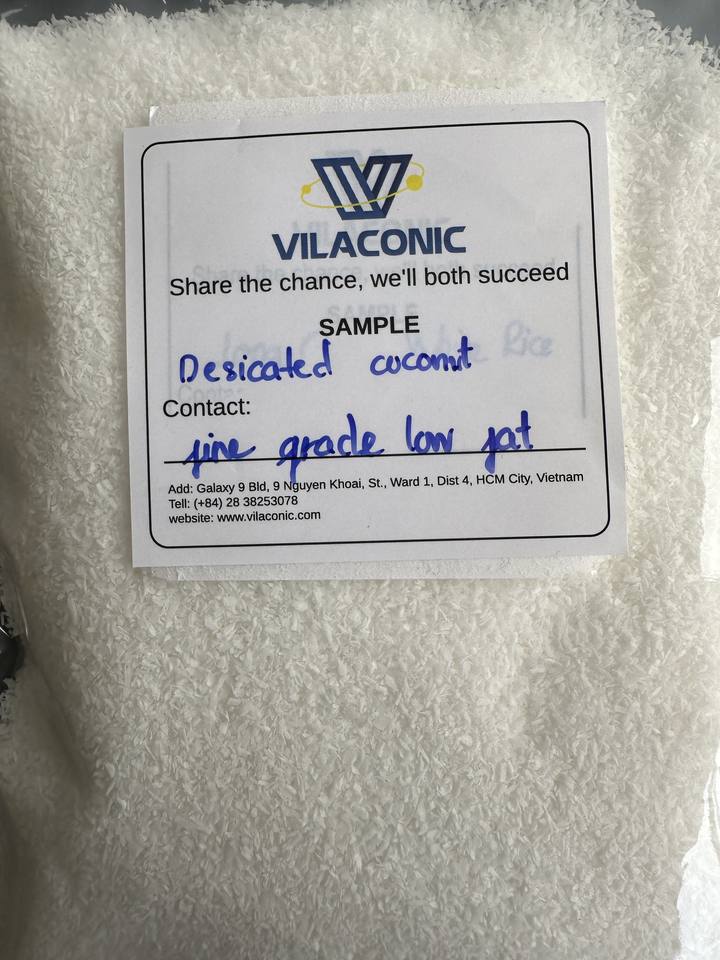 VILACONIC
Share the chance, we'll both succeed
SAMPLE
Desicated coconut
Contact:
fine grade low fat
Add: Galaxy 9 Bld, 9 Nguyen Khoai, St., Ward 1, Dist 4, HCM City, Vietnam
Tell: (+84) 28 38253078
website: www.vilaconic.com